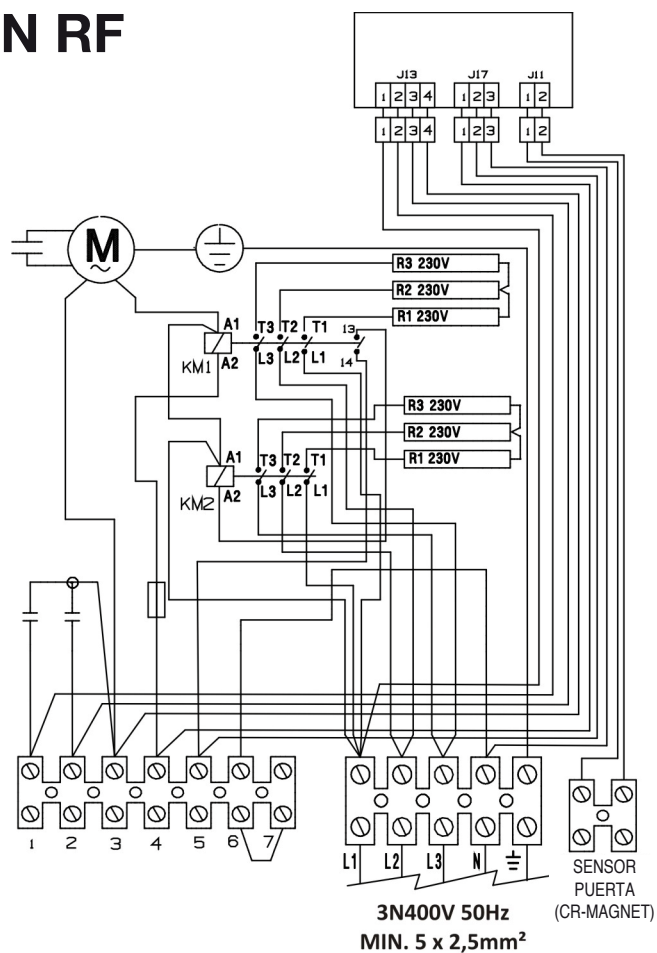 N RF
J13 J17 J11
1 2 3 4 1 2 3 1 2
1 2 3 4 1 2 3 1 2
M
~
R3 230V
R2 230V
R1 230V
A1 T3 T2 T1 13
KM1 A2 L3 L2 L1 14
R3 230V
R2 230V
R1 230V
A1 T3 T2 T1
KM2 A2 L3 L2 L1
1 2 3 4 5 6 7
L1 L2 L3 N
SENSOR
PUERTA
(CR-MAGNET)
3N400V 50Hz
MIN. 5 x 2,5mm²